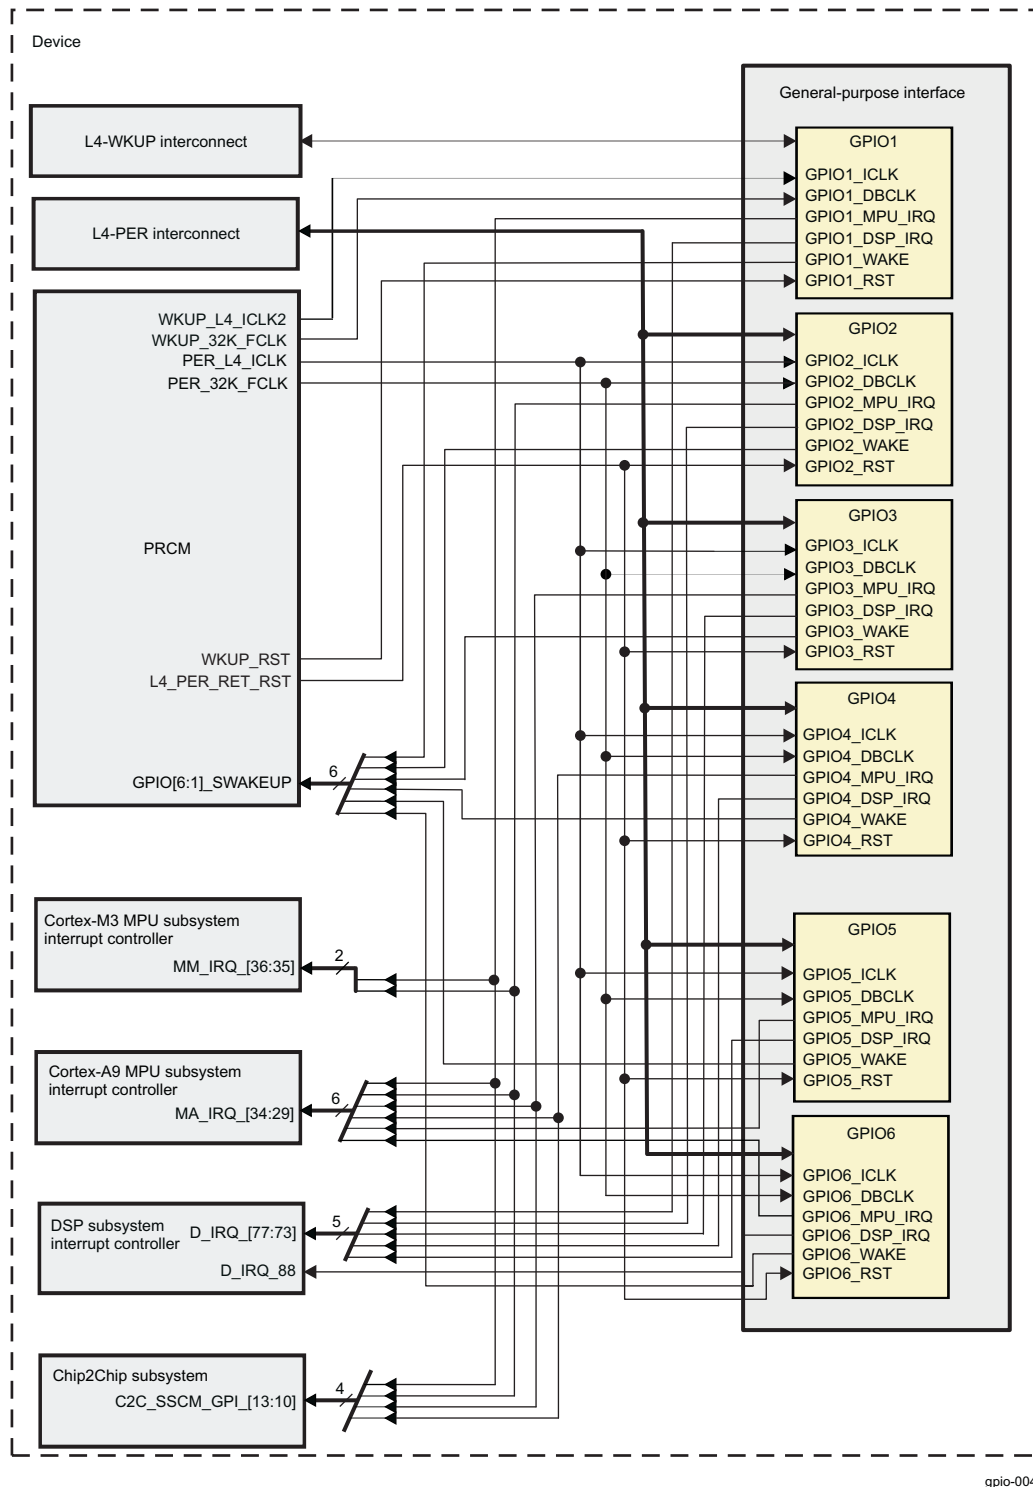 Device
General-purpose interface
L4-WKUP interconnect
L4-PER interconnect
WKUP_L4_ICLK2
WKUP_32K_FCLK
PER_L4_ICLK
PER_32K_FCLK
PRCM
WKUP_RST
L4_PER_RET_RST
GPIO[6:1]_SWAKEUP
6
Cortex-M3 MPU subsystem
interrupt controller
MM_IRQ_[36:35]
2
Cortex-A9 MPU subsystem
interrupt controller
MA_IRQ_[34:29]
6
DSP subsystem
interrupt controller
D_IRQ_[77:73]
5
D_IRQ_88
Chip2Chip subsystem
C2C_SSCM_GPI_[13:10]
4
GPIO1
GPIO1_ICLK
GPIO1_DBCLK
GPIO1_MPU_IRQ
GPIO1_DSP_IRQ
GPIO1_WAKE
GPIO1_RST
GPIO2
GPIO2_ICLK
GPIO2_DBCLK
GPIO2_MPU_IRQ
GPIO2_DSP_IRQ
GPIO2_WAKE
GPIO2_RST
GPIO3
GPIO3_ICLK
GPIO3_DBCLK
GPIO3_MPU_IRQ
GPIO3_DSP_IRQ
GPIO3_WAKE
GPIO3_RST
GPIO4
GPIO4_ICLK
GPIO4_DBCLK
GPIO4_MPU_IRQ
GPIO4_DSP_IRQ
GPIO4_WAKE
GPIO4_RST
GPIO5
GPIO5_ICLK
GPIO5_DBCLK
GPIO5_MPU_IRQ
GPIO5_DSP_IRQ
GPIO5_WAKE
GPIO5_RST
GPIO6
GPIO6_ICLK
GPIO6_DBCLK
GPIO6_MPU_IRQ
GPIO6_DSP_IRQ
GPIO6_WAKE
GPIO6_RST
gpio-004